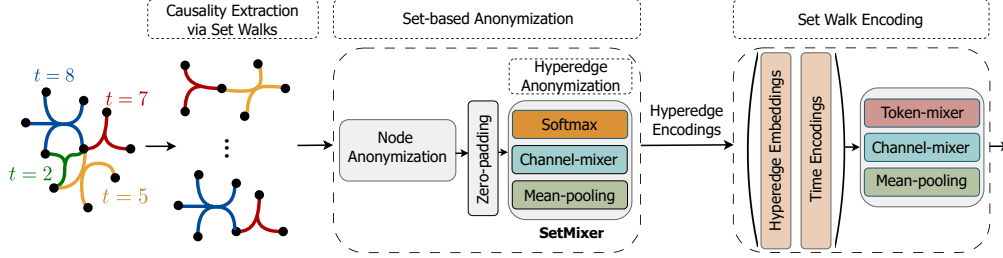 Causality Extraction
via Set Walks
Set-based Anonymization
Set Walk Encoding
t = 8
t = 7
t = 2
t = 5
Node
Anonymization
Zero-padding
Hyperedge
Anonymization
Softmax
Channel-mixer
Mean-pooling
SetMixer
Hyperedge
Encodings
Hyperedge Embeddings
Time Encodings
Token-mixer
Channel-mixer
Mean-pooling